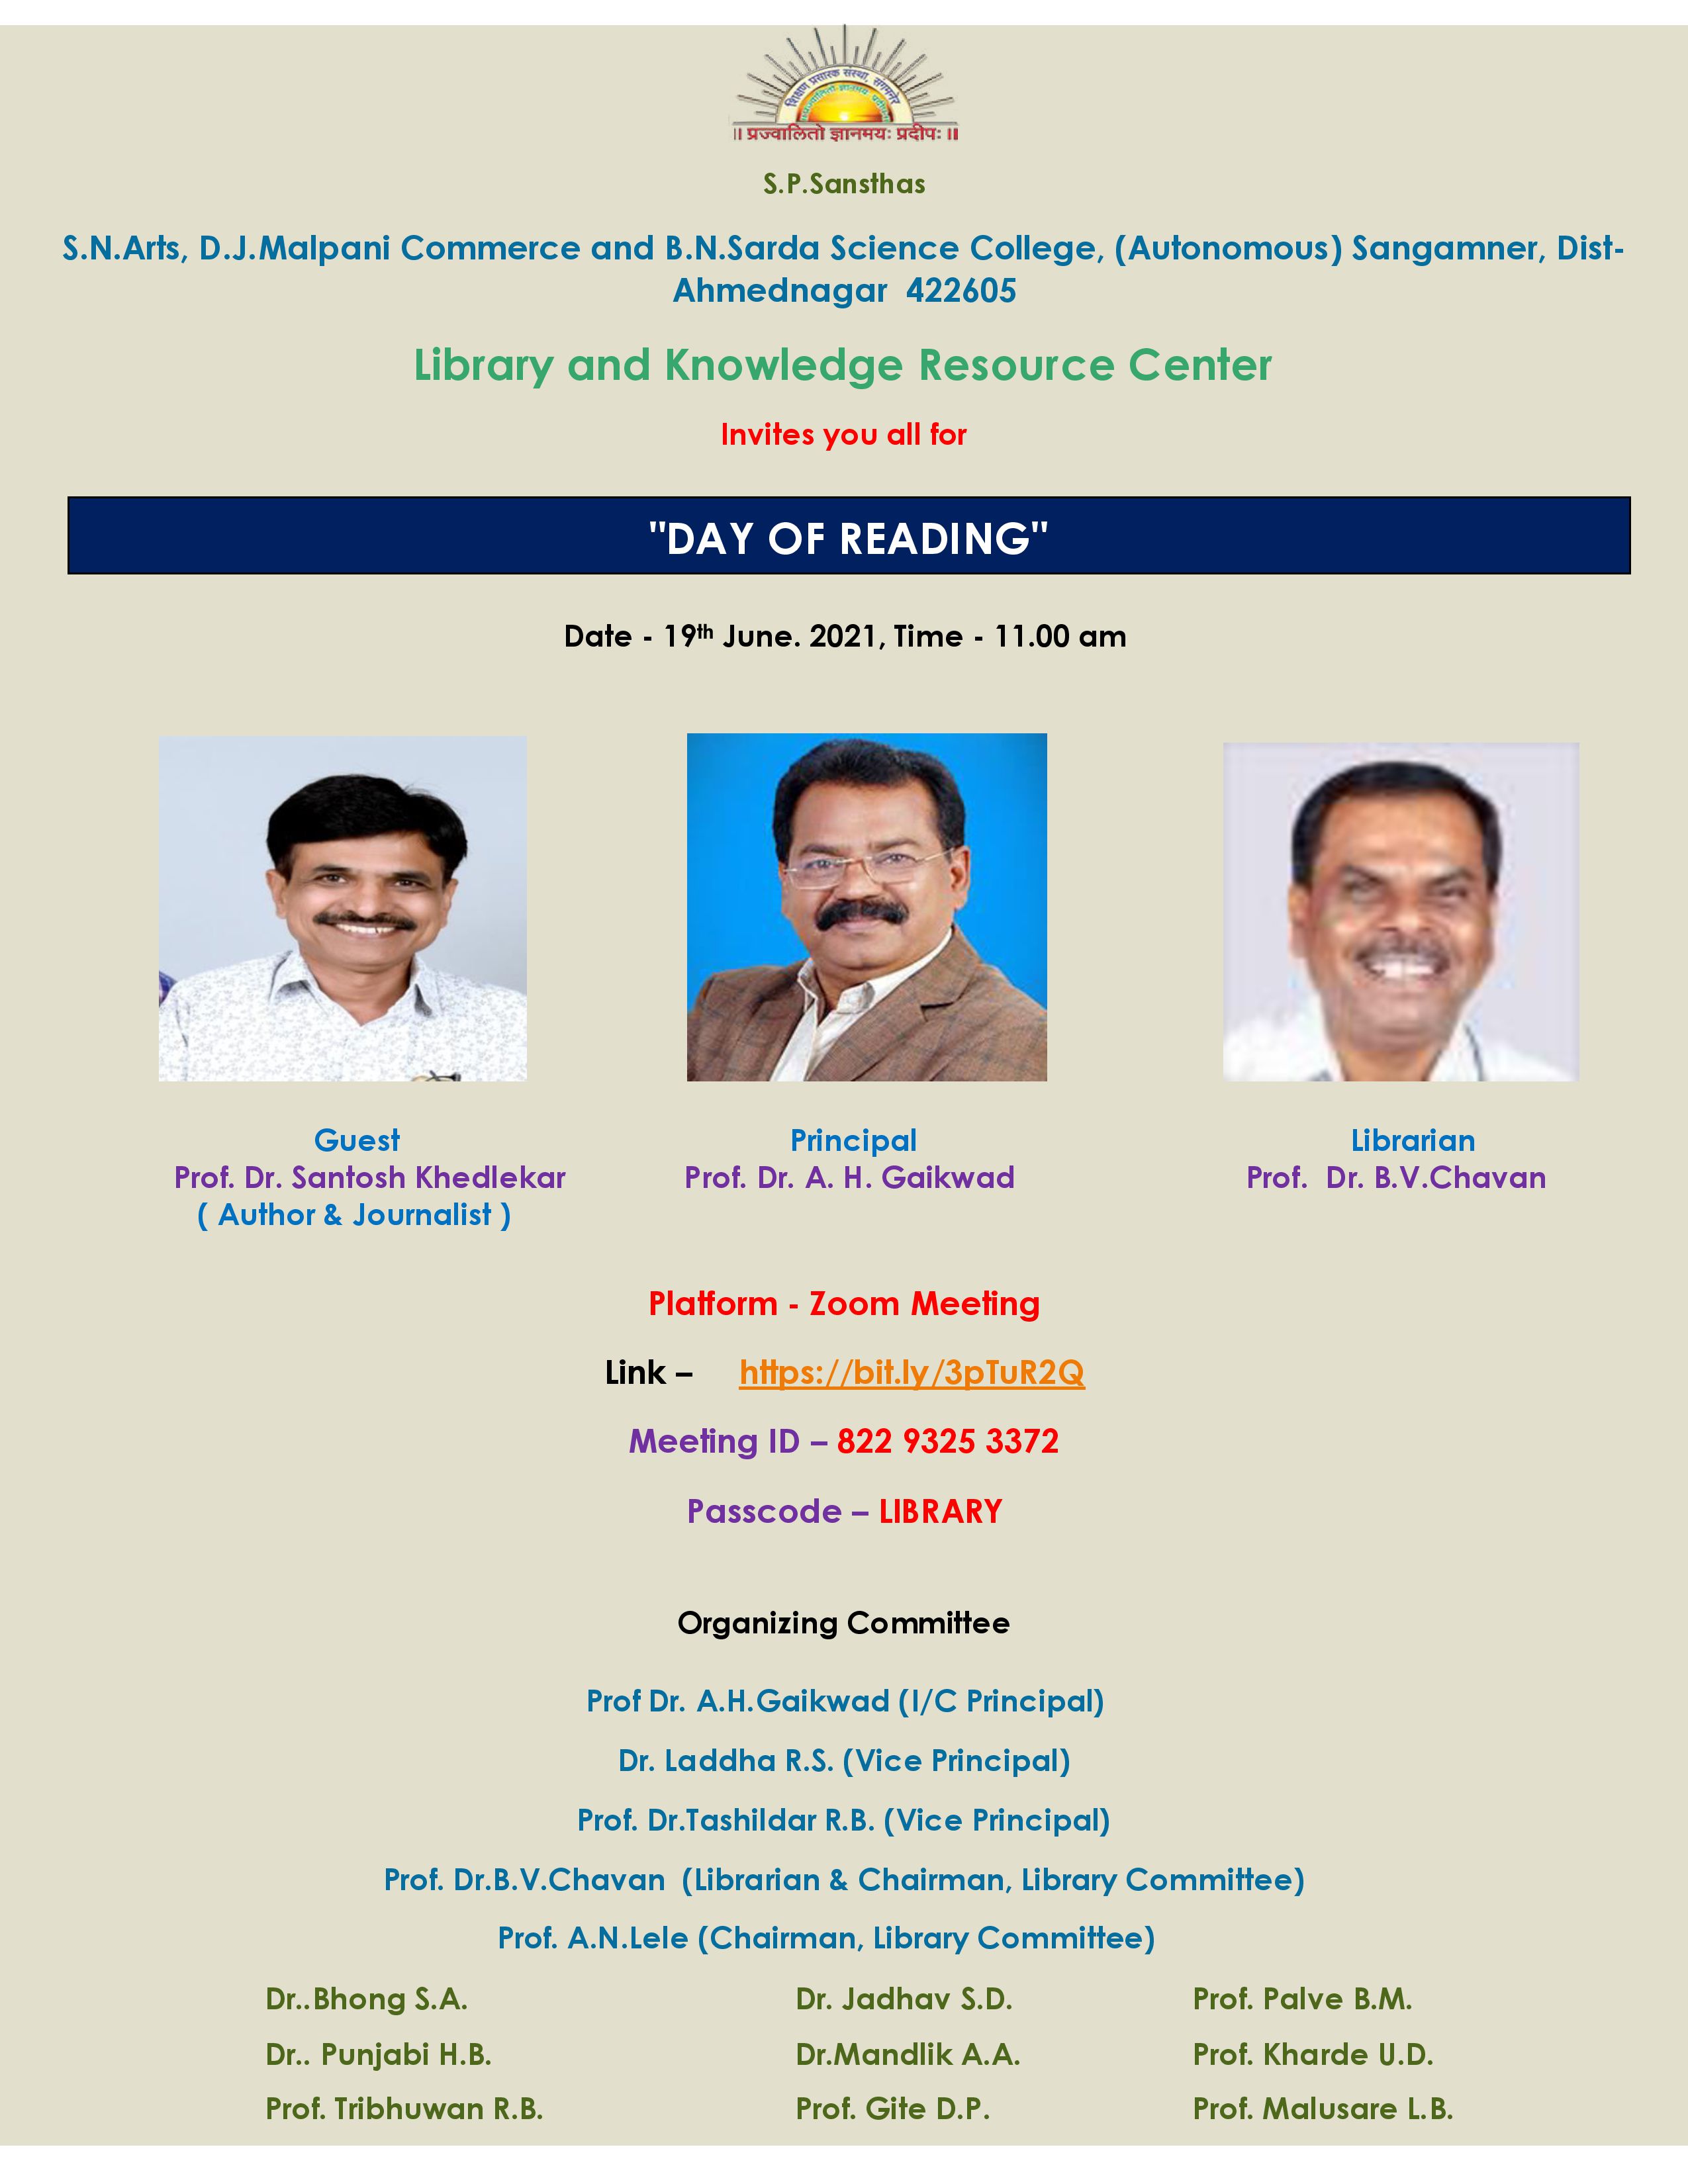 शिक्षण प्रसारक संस्था, संगमनेर
॥ प्रज्वालितो ज्ञानमयः प्रदीपः ॥
S.P.Sansthas
S.N.Arts, D.J.Malpani Commerce and B.N.Sarda Science College, (Autonomous) Sangamner, Dist-
Ahmednagar 422605
Library and Knowledge Resource Center
Invites you all for
"DAY OF READING"
Date - 19th June. 2021, Time - 11.00 am
Guest Principal Librarian
Prof. Dr. Santosh Khedlekar Prof. Dr. A. H. Gaikwad Prof. Dr. B.V.Chavan
( Author & Journalist )
Platform - Zoom Meeting
Link – https://bit.ly/3pTuR2Q
Meeting ID – 822 9325 3372
Passcode – LIBRARY
Organizing Committee
Prof Dr. A.H.Gaikwad (I/C Principal)
Dr. Laddha R.S. (Vice Principal)
Prof. Dr.Tashildar R.B. (Vice Principal)
Prof. Dr.B.V.Chavan (Librarian & Chairman, Library Committee)
Prof. A.N.Lele (Chairman, Library Committee)
Dr..Bhong S.A. Dr. Jadhav S.D. Prof. Palve B.M.
Dr.. Punjabi H.B. Dr.Mandlik A.A. Prof. Kharde U.D.
Prof. Tribhuwan R.B. Prof. Gite D.P. Prof. Malusare L.B.